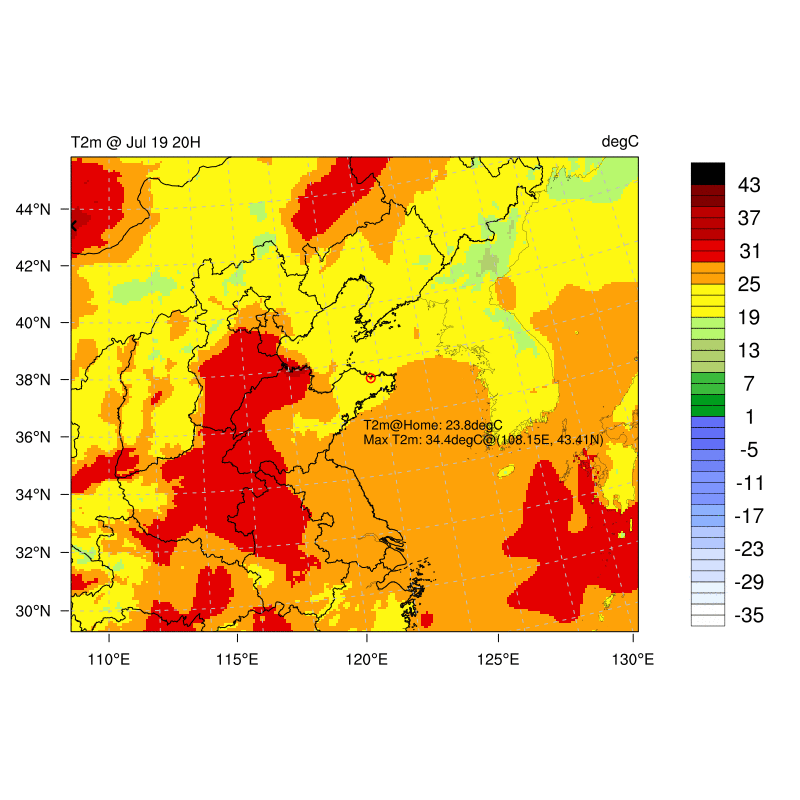 T2m @ Jul 19 20H
degC
44°N
42°N
40°N
38°N
36°N
34°N
32°N
30°N
110°E
115°E
120°E
125°E
130°E
T2m@Home: 23.8degC
Max T2m: 34.4degC@(108.15E, 43.41N)
43
37
31
25
19
13
7
1
-5
-11
-17
-23
-29
-35